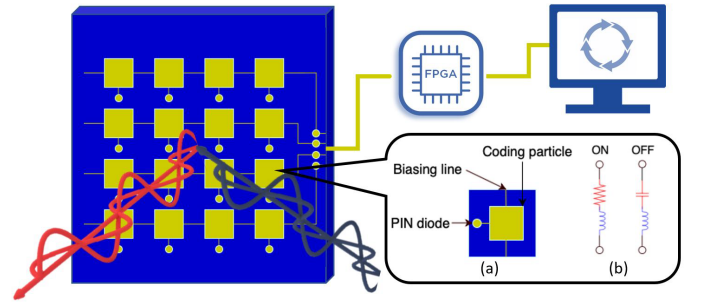 FPGA
Coding particle
Biasing line
PIN diode
(a)
ON OFF
(b)